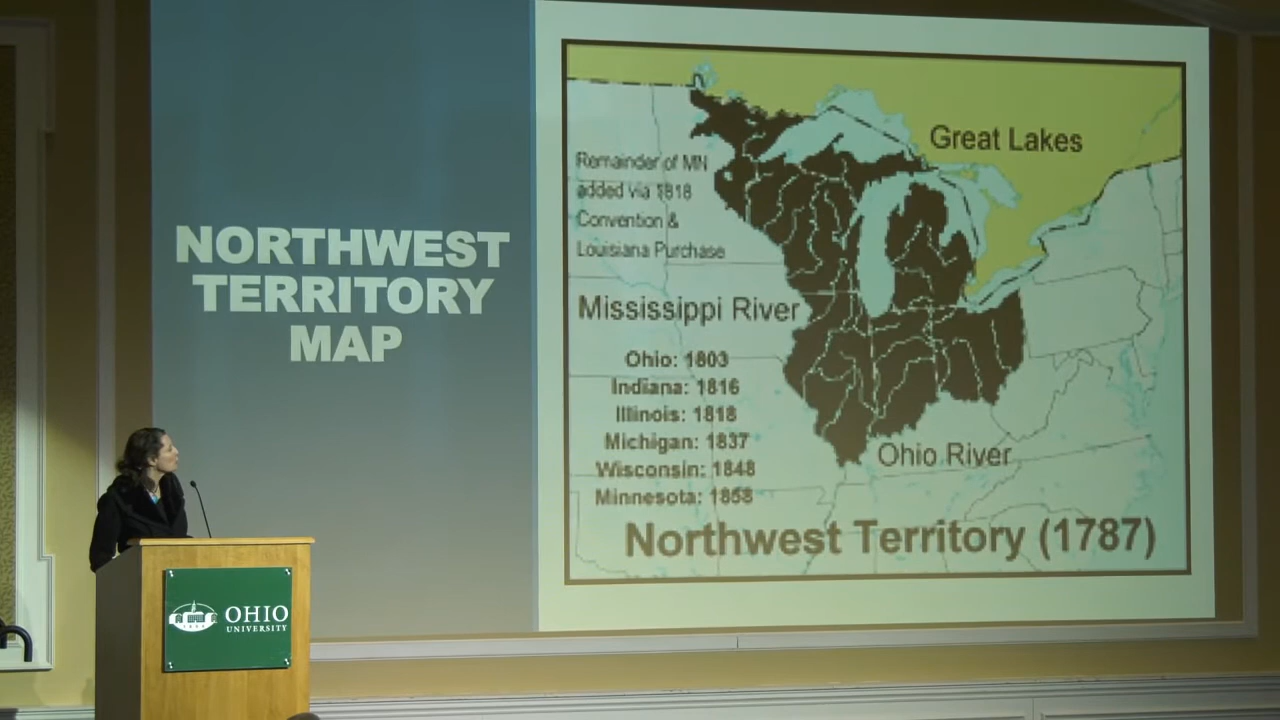 NORTHWEST
TERRITORY
MAP
Great Lakes
Remainder of MN
added via 1818
Convention &
Louisiana Purchase
Mississippi River
Ohio: 1803
Indiana: 1816
Illinois: 1818
Michigan: 1837
Wisconsin: 1848
Minnesota: 1858
Ohio River
Northwest Territory (1787)
OHIO
UNIVERSITY